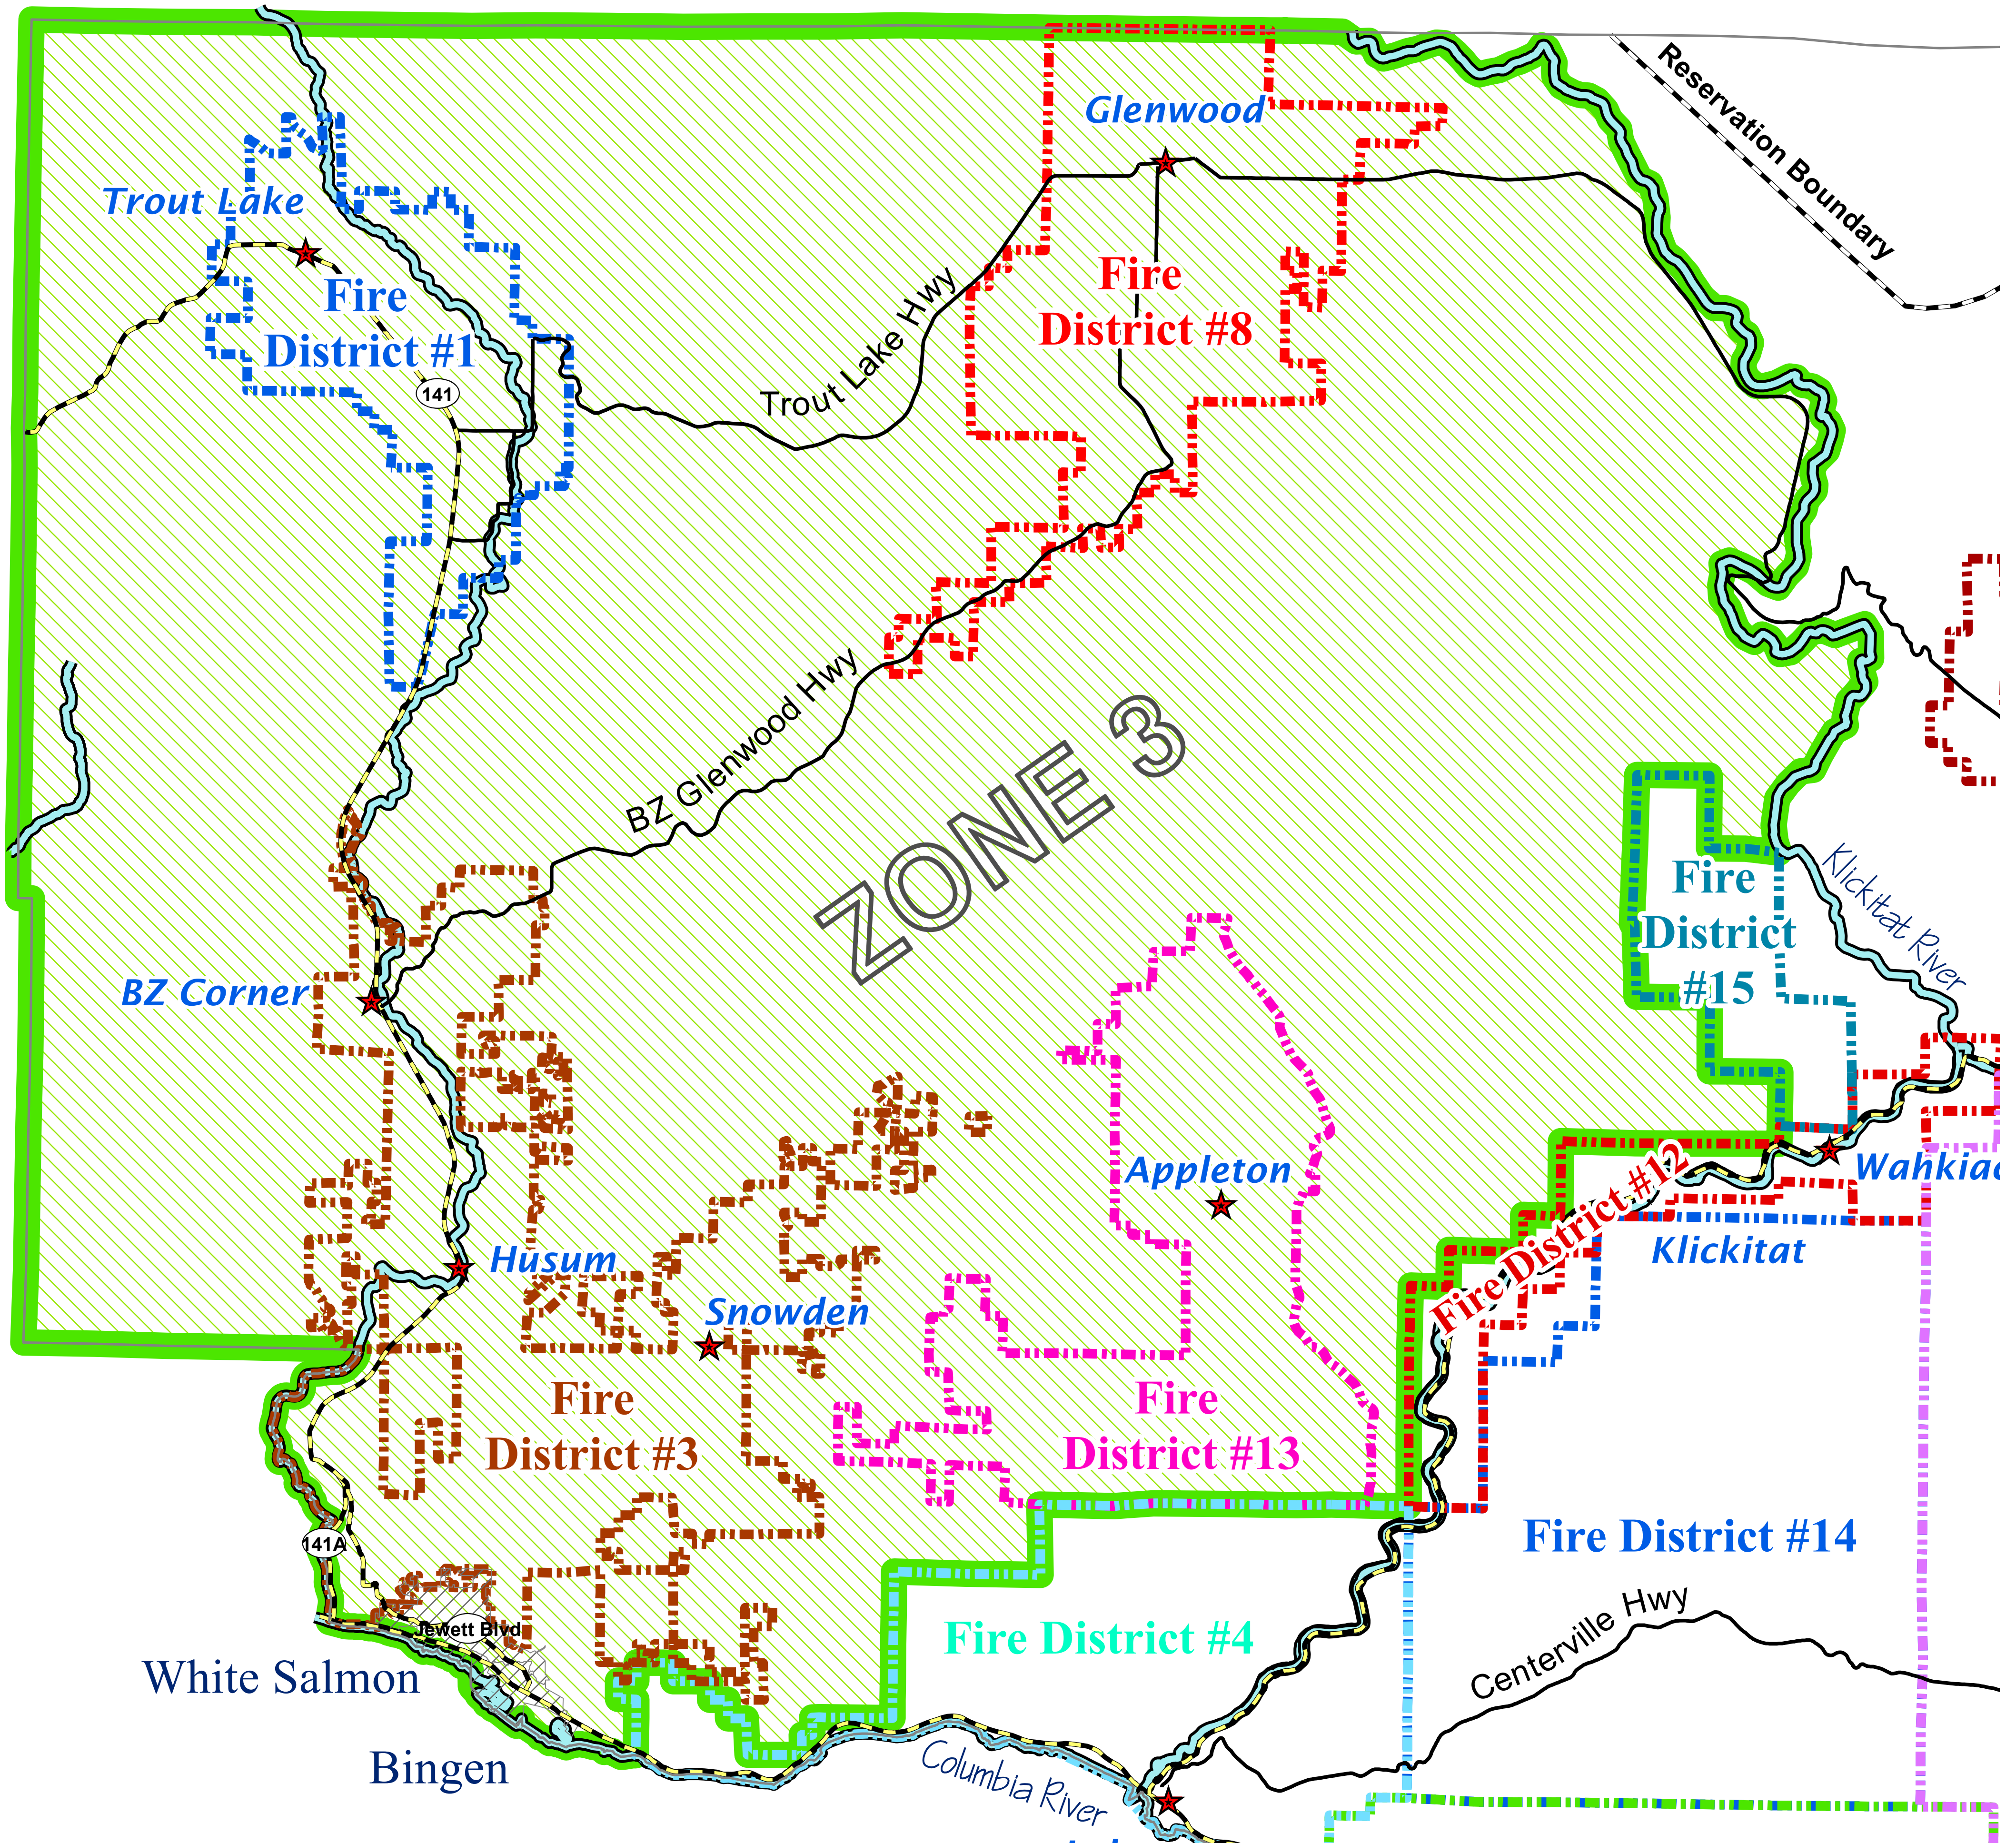 Reservation Boundary
Glenwood
Trout Lake
Fire
District #8
Fire
District #1
Trout Lake Hwy
141
BZ Glenwood Hwy
ZONE 3
Klickitat River
Fire
District
#15
BZ Corner
Appleton
Fire District #12
Husum
Klickitat
Snowden
Fire
District #3
Fire
District #13
141A
Fire District #14
Jewett Blvd
Fire District #4
Centerville Hwy
White Salmon
Bingen
Columbia River